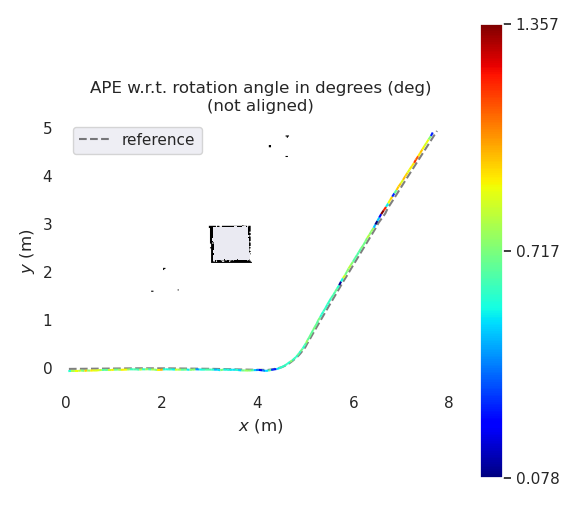 APE w.r.t. rotation angle in degrees (deg)
(not aligned)
reference
5
4
3
2
1
0
y (m)
0
2
4
6
8
x (m)
1.357
0.717
0.078